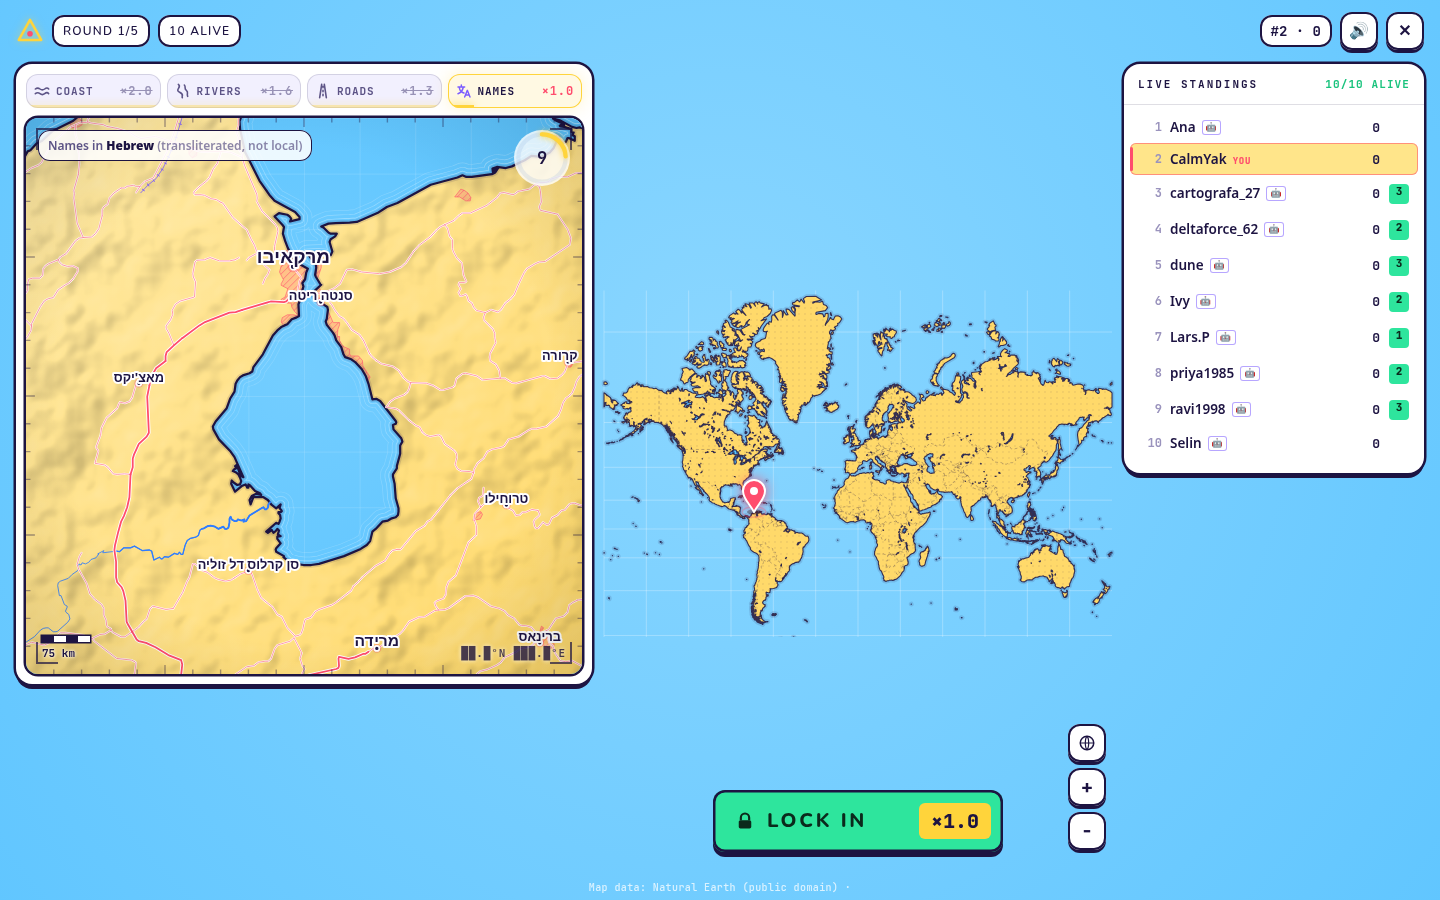 ROUND 1/5
10 ALIVE
#2 · 0
COAST ×2.0
RIVERS ×1.6
ROADS ×1.3
NAMES ×1.0
Names in Hebrew (transliterated, not local)
9
מרקאיבו
סנטה ריטה
קרורה
מאצ'יקס
טרוחילו
סן קרלוס דל זוליה
ברינאס
מרידה
75 km
°N
°E
LIVE STANDINGS
10/10 ALIVE
1 Ana 0
2 CalmYak YOU 0
3 cartografa_27 0 3
4 deltaforce_62 0 2
5 dune 0 3
6 Ivy 0 2
7 Lars.P 0 1
8 priya1985 0 2
9 ravi1998 0 3
10 Selin 0
+
-
LOCK IN ×1.0
Map data: Natural Earth (public domain) ·